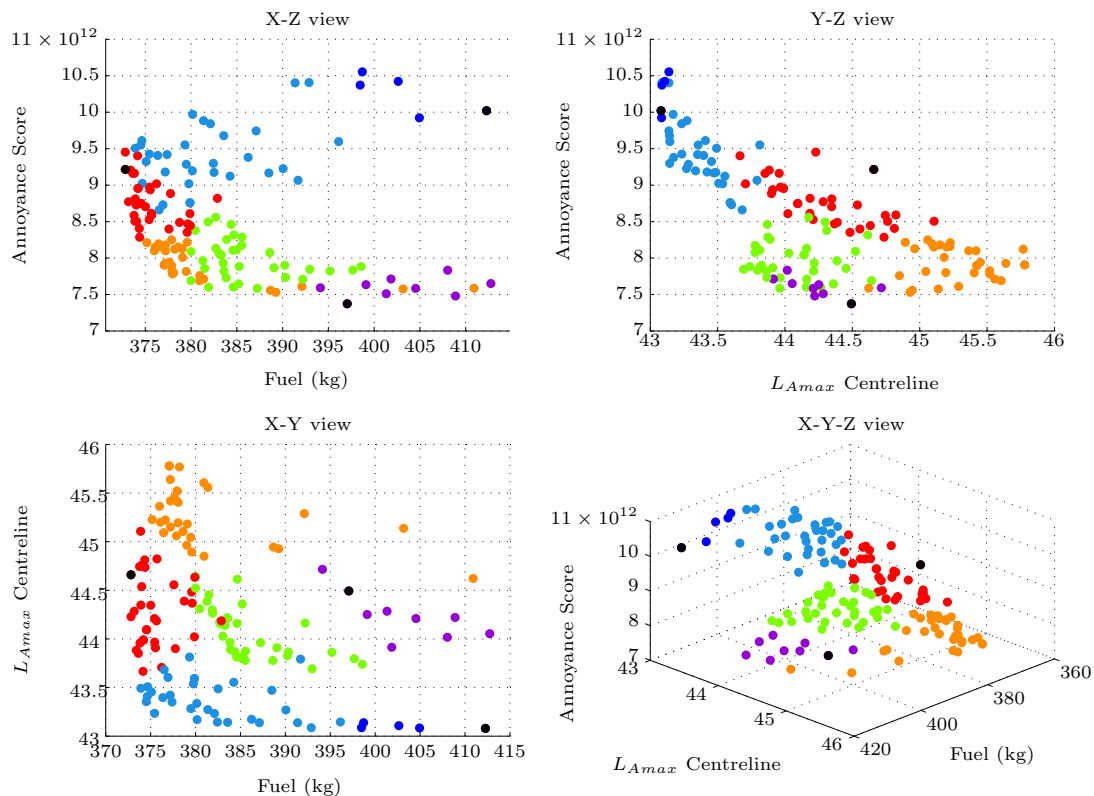 X-Z view
11 × 10^12
10.5
10
9.5
9
8.5
8
7.5
7
Annoyance Score
375 380 385 390 395 400 405 410
Fuel (kg)
Y-Z view
11 × 10^12
10.5
10
9.5
9
8.5
8
7.5
7
Annoyance Score
43 43.5 44 44.5 45 45.5 46
L_Amax Centreline
X-Y view
46
45.5
45
44.5
44
43.5
43
L_Amax Centreline
370 375 380 385 390 395 400 405 410 415
Fuel (kg)
X-Y-Z view
11 × 10^12
10
9
8
7
Annoyance Score
43
44
45
46
L_Amax Centreline
420
400
380
360
Fuel (kg)